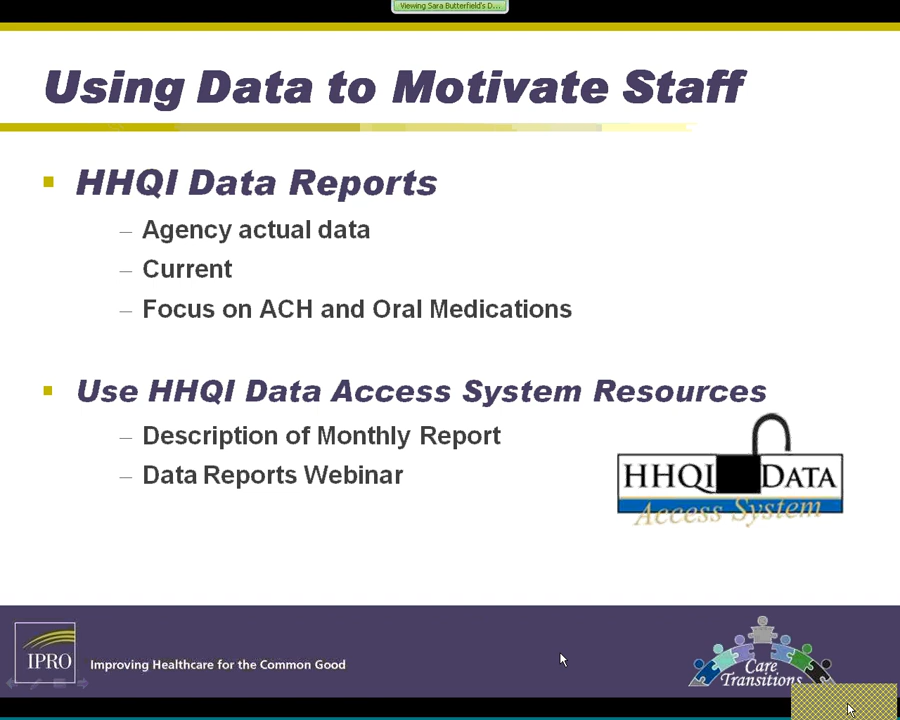 Viewing Sara Butterfield's D...
Using Data to Motivate Staff
HHQI Data Reports
– Agency actual data
– Current
– Focus on ACH and Oral Medications
Use HHQI Data Access System Resources
– Description of Monthly Report
– Data Reports Webinar
HHQI DATA
Access System
IPRO
Improving Healthcare for the Common Good
Care
Transitions